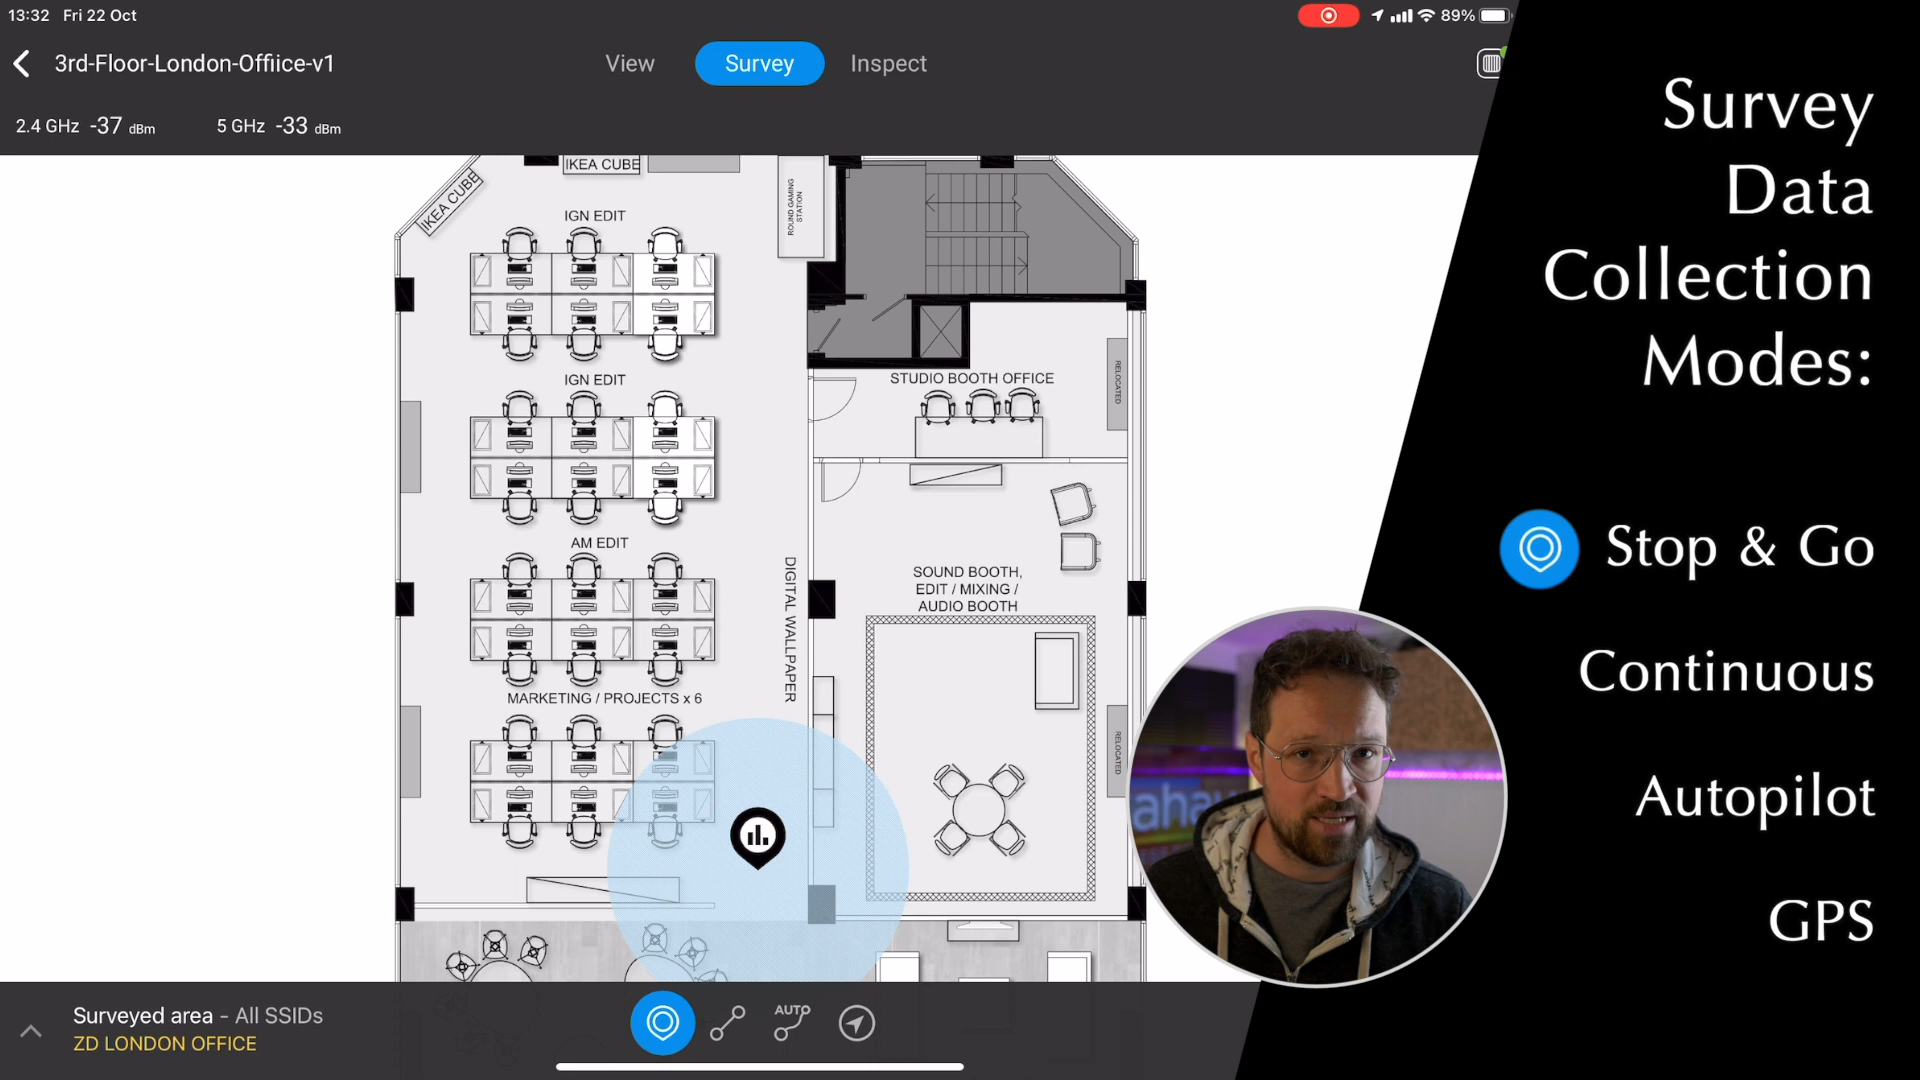 13:32 Fri 22 Oct
89%
3rd-Floor-London-Offiice-v1
View
Survey
Inspect
2.4 GHz -37 dBm
5 GHz -33 dBm
IKEA CUBE
IKEA CUBE
ROUND GAMING
STATION
IGN EDIT
IGN EDIT
STUDIO BOOTH OFFICE
RELOCATED
AM EDIT
DIGITAL WALLPAPER
SOUND BOOTH,
EDIT / MIXING /
AUDIO BOOTH
MARKETING / PROJECTS x 6
RELOCATED
Surveyed area - All SSIDs
ZD LONDON OFFICE
AUTO
Survey
Data
Collection
Modes:
Stop & Go
Continuous
Autopilot
GPS